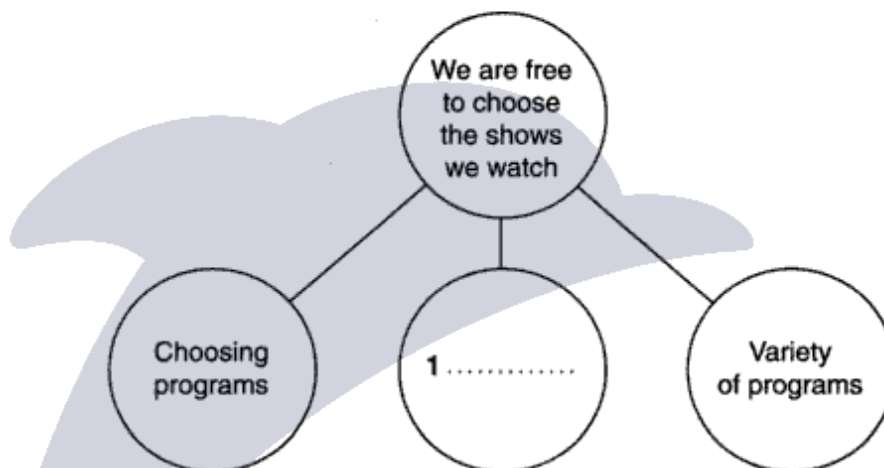 We are free
to choose
the shows
we watch
Choosing
programs
1 .............
Variety
of programs